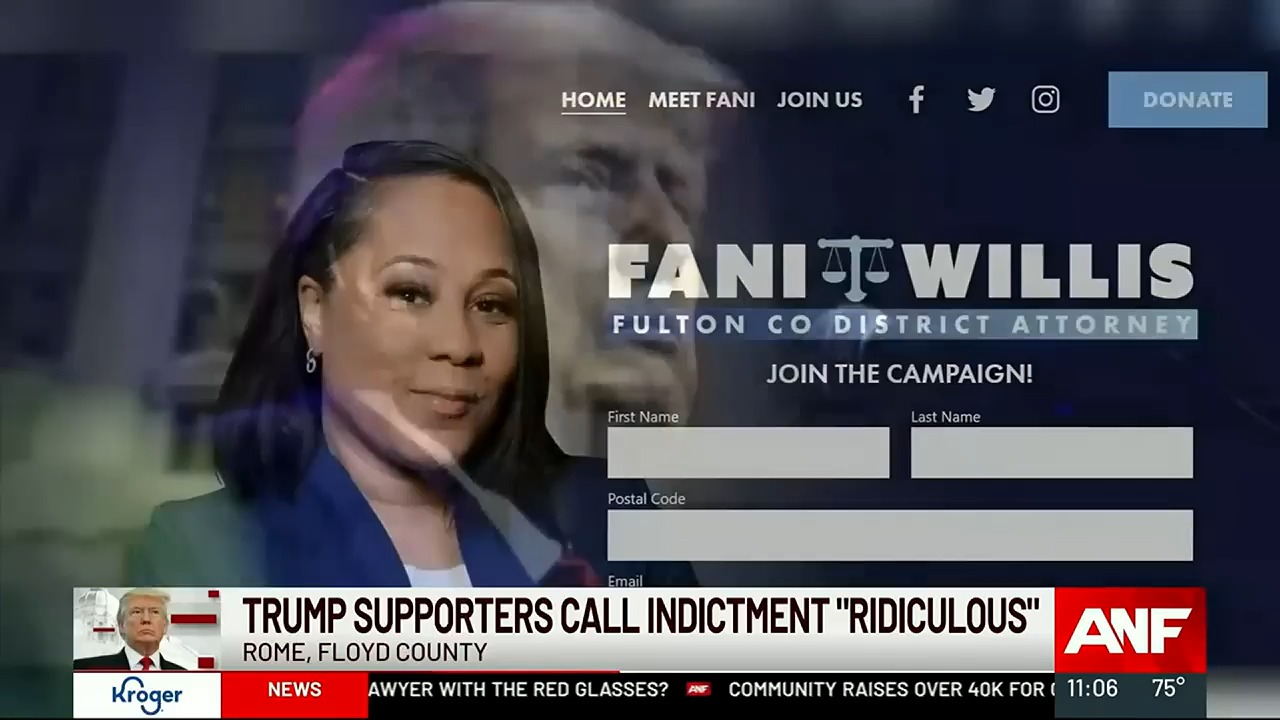 HOME MEET FANI JOIN US DONATE
FANI WILLIS
FULTON CO DISTRICT ATTORNEY
JOIN THE CAMPAIGN!
First Name Last Name
Postal Code
Email
TRUMP SUPPORTERS CALL INDICTMENT "RIDICULOUS"
ROME, FLOYD COUNTY
ANF
Kroger NEWS AWYER WITH THE RED GLASSES? ANF COMMUNITY RAISES OVER 40K FOR 11:06 75°